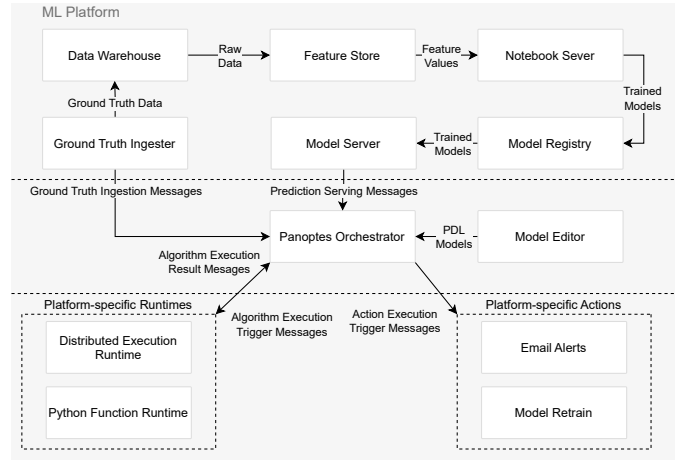 ML Platform
Data Warehouse
Raw
Data
Feature Store
Feature
Values
Notebook Sever
Trained
Models
Ground Truth Data
Ground Truth Ingester
Model Server
Trained
Models
Model Registry
Ground Truth Ingestion Messages
Prediction Serving Messages
Panoptes Orchestrator
PDL
Models
Model Editor
Algorithm Execution
Result Mesages
Platform-specific Runtimes
Algorithm Execution
Trigger Messages
Action Execution
Trigger Messages
Platform-specific Actions
Distributed Execution
Runtime
Email Alerts
Python Function Runtime
Model Retrain